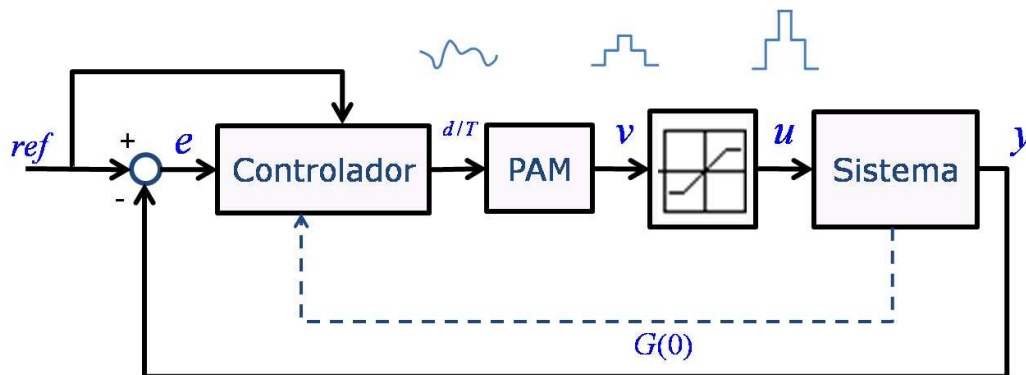 ref
+
-
e
Controlador
d/T
PAM
v
u
Sistema
y
G(0)